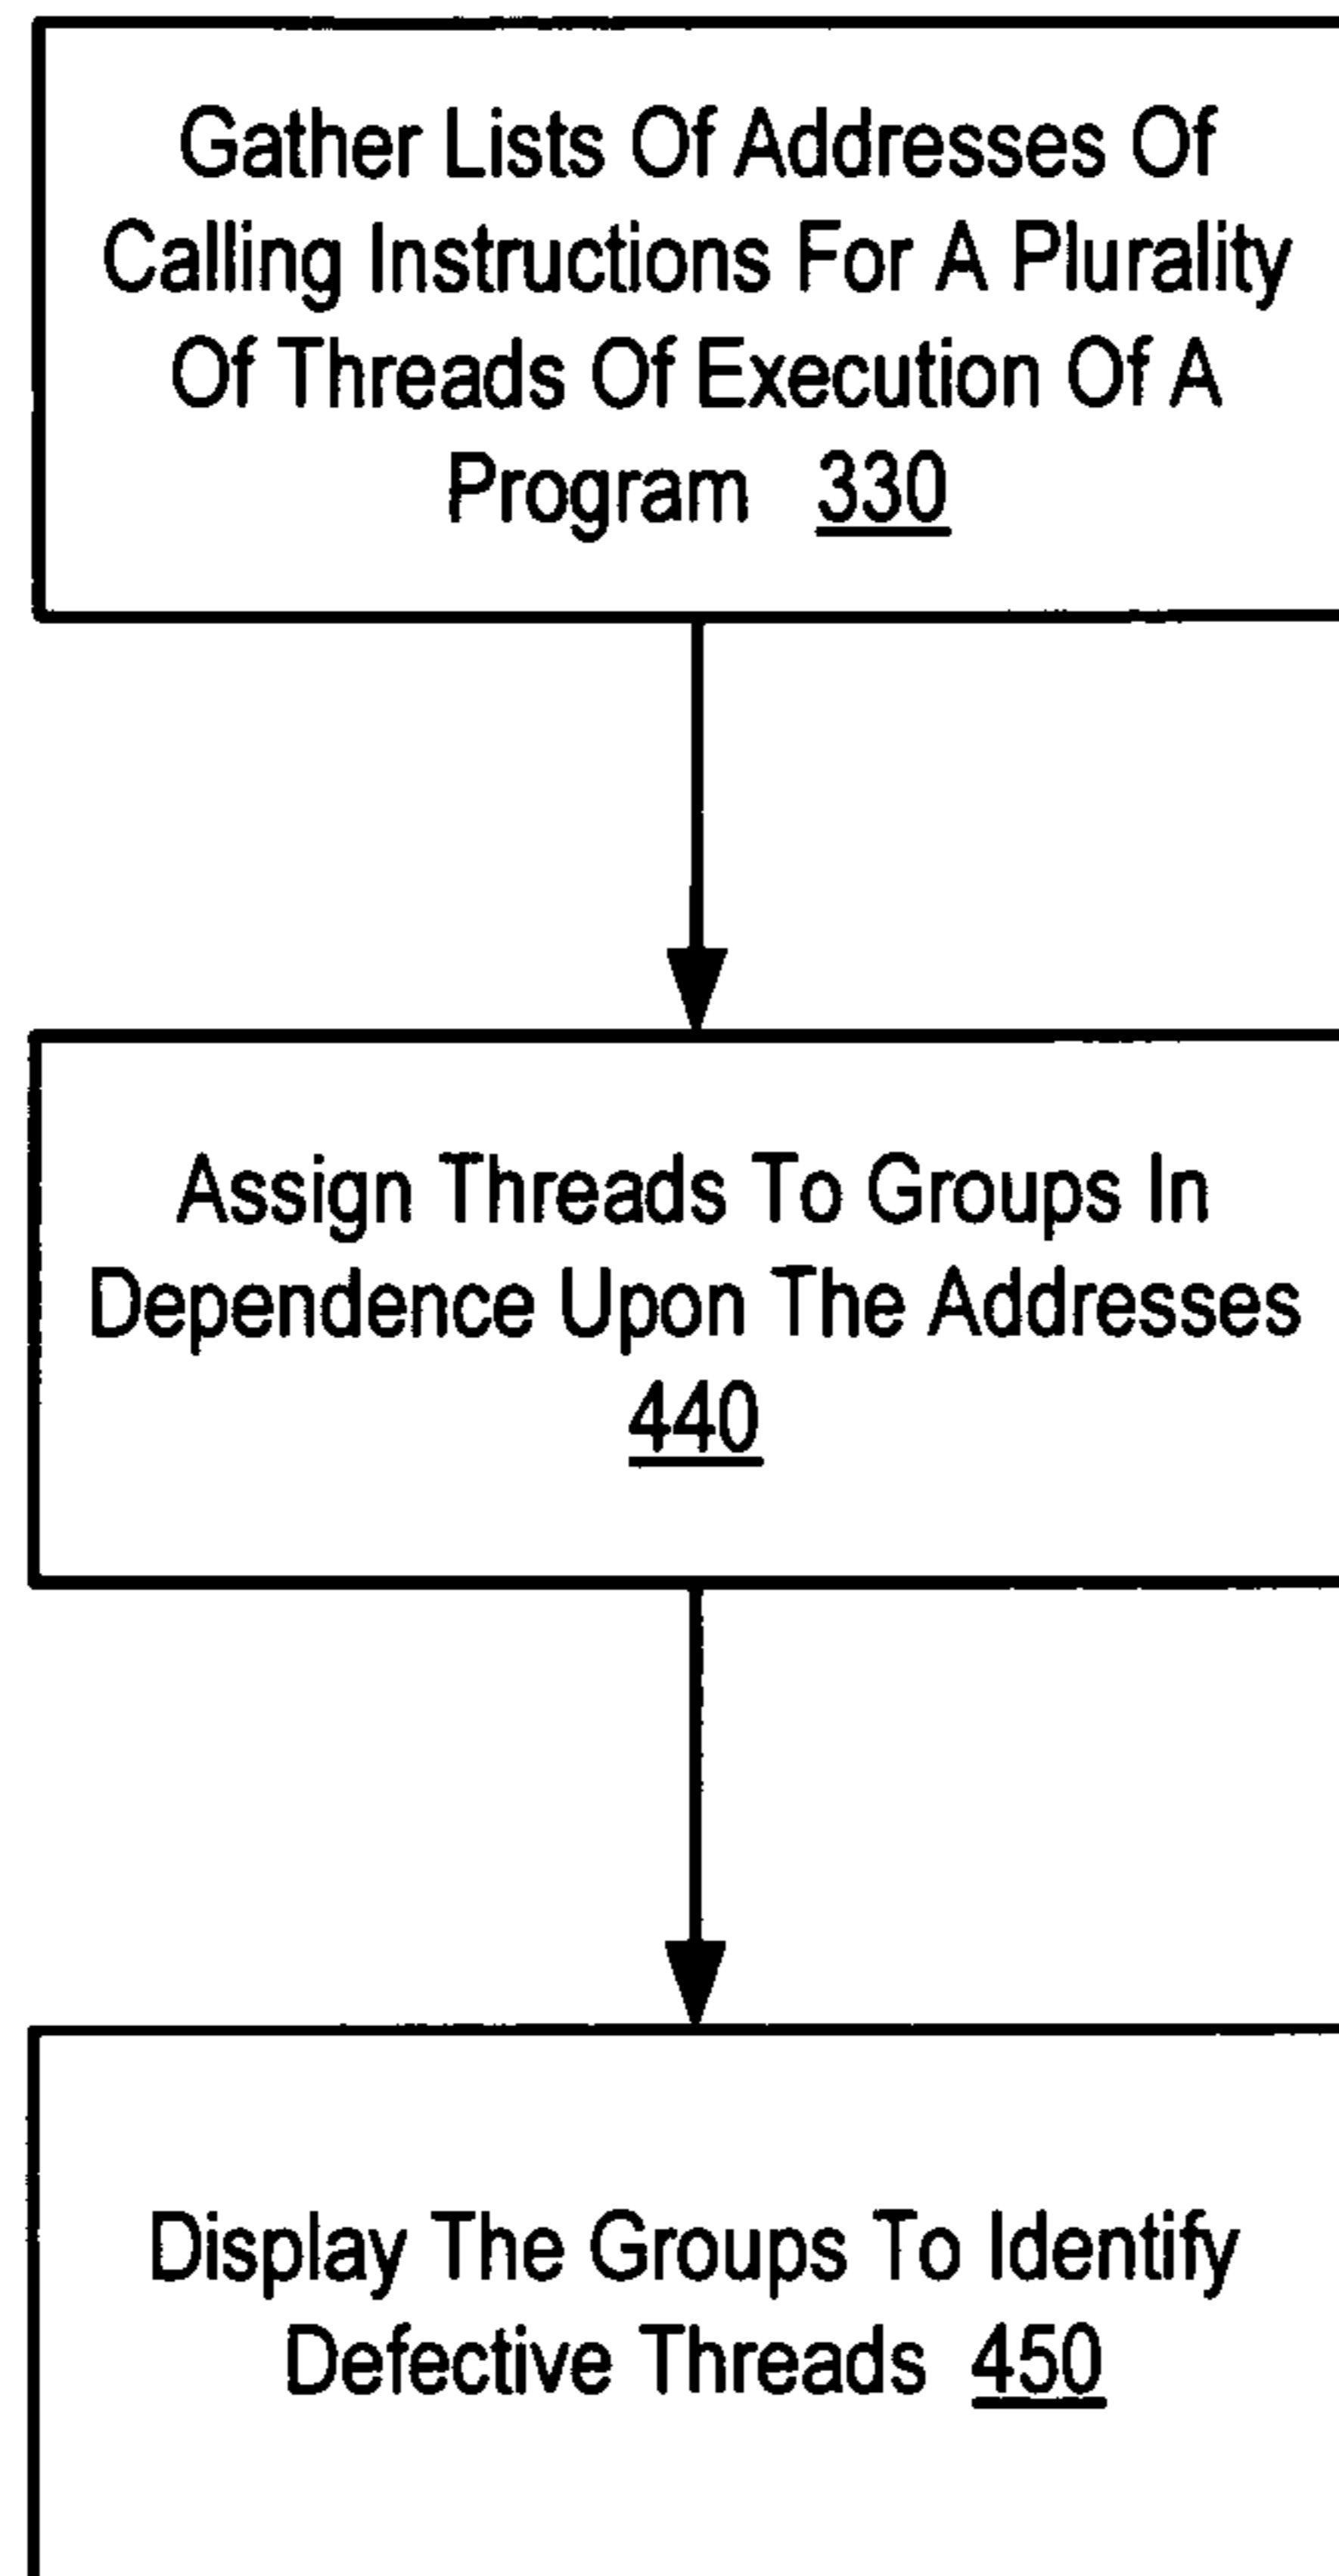 Gather Lists Of Addresses Of
Calling Instructions For A Plurality
Of Threads Of Execution Of A
Program 330
Assign Threads To Groups In
Dependence Upon The Addresses
440
Display The Groups To Identify
Defective Threads 450